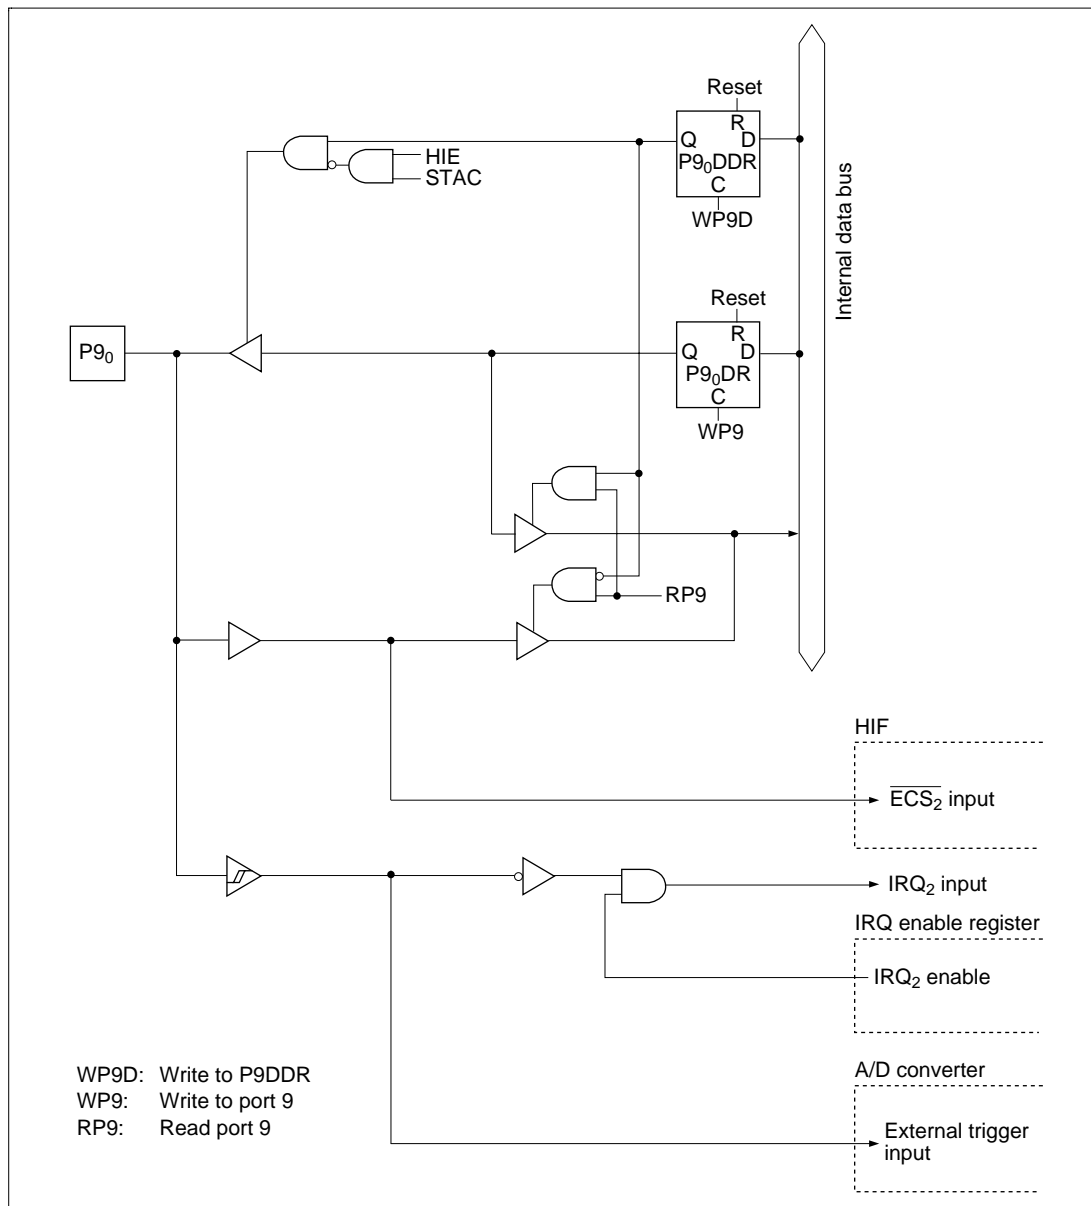 Reset
R
Q D
P9₀DDR
C
WP9D
HIE
STAC
Internal data bus
Reset
R
Q D
P9₀DR
C
WP9
P9₀
RP9
HIF
E̅C̅S̅₂̅ input
IRQ₂ input
IRQ enable register
IRQ₂ enable
A/D converter
External trigger
input
WP9D: Write to P9DDR
WP9: Write to port 9
RP9: Read port 9